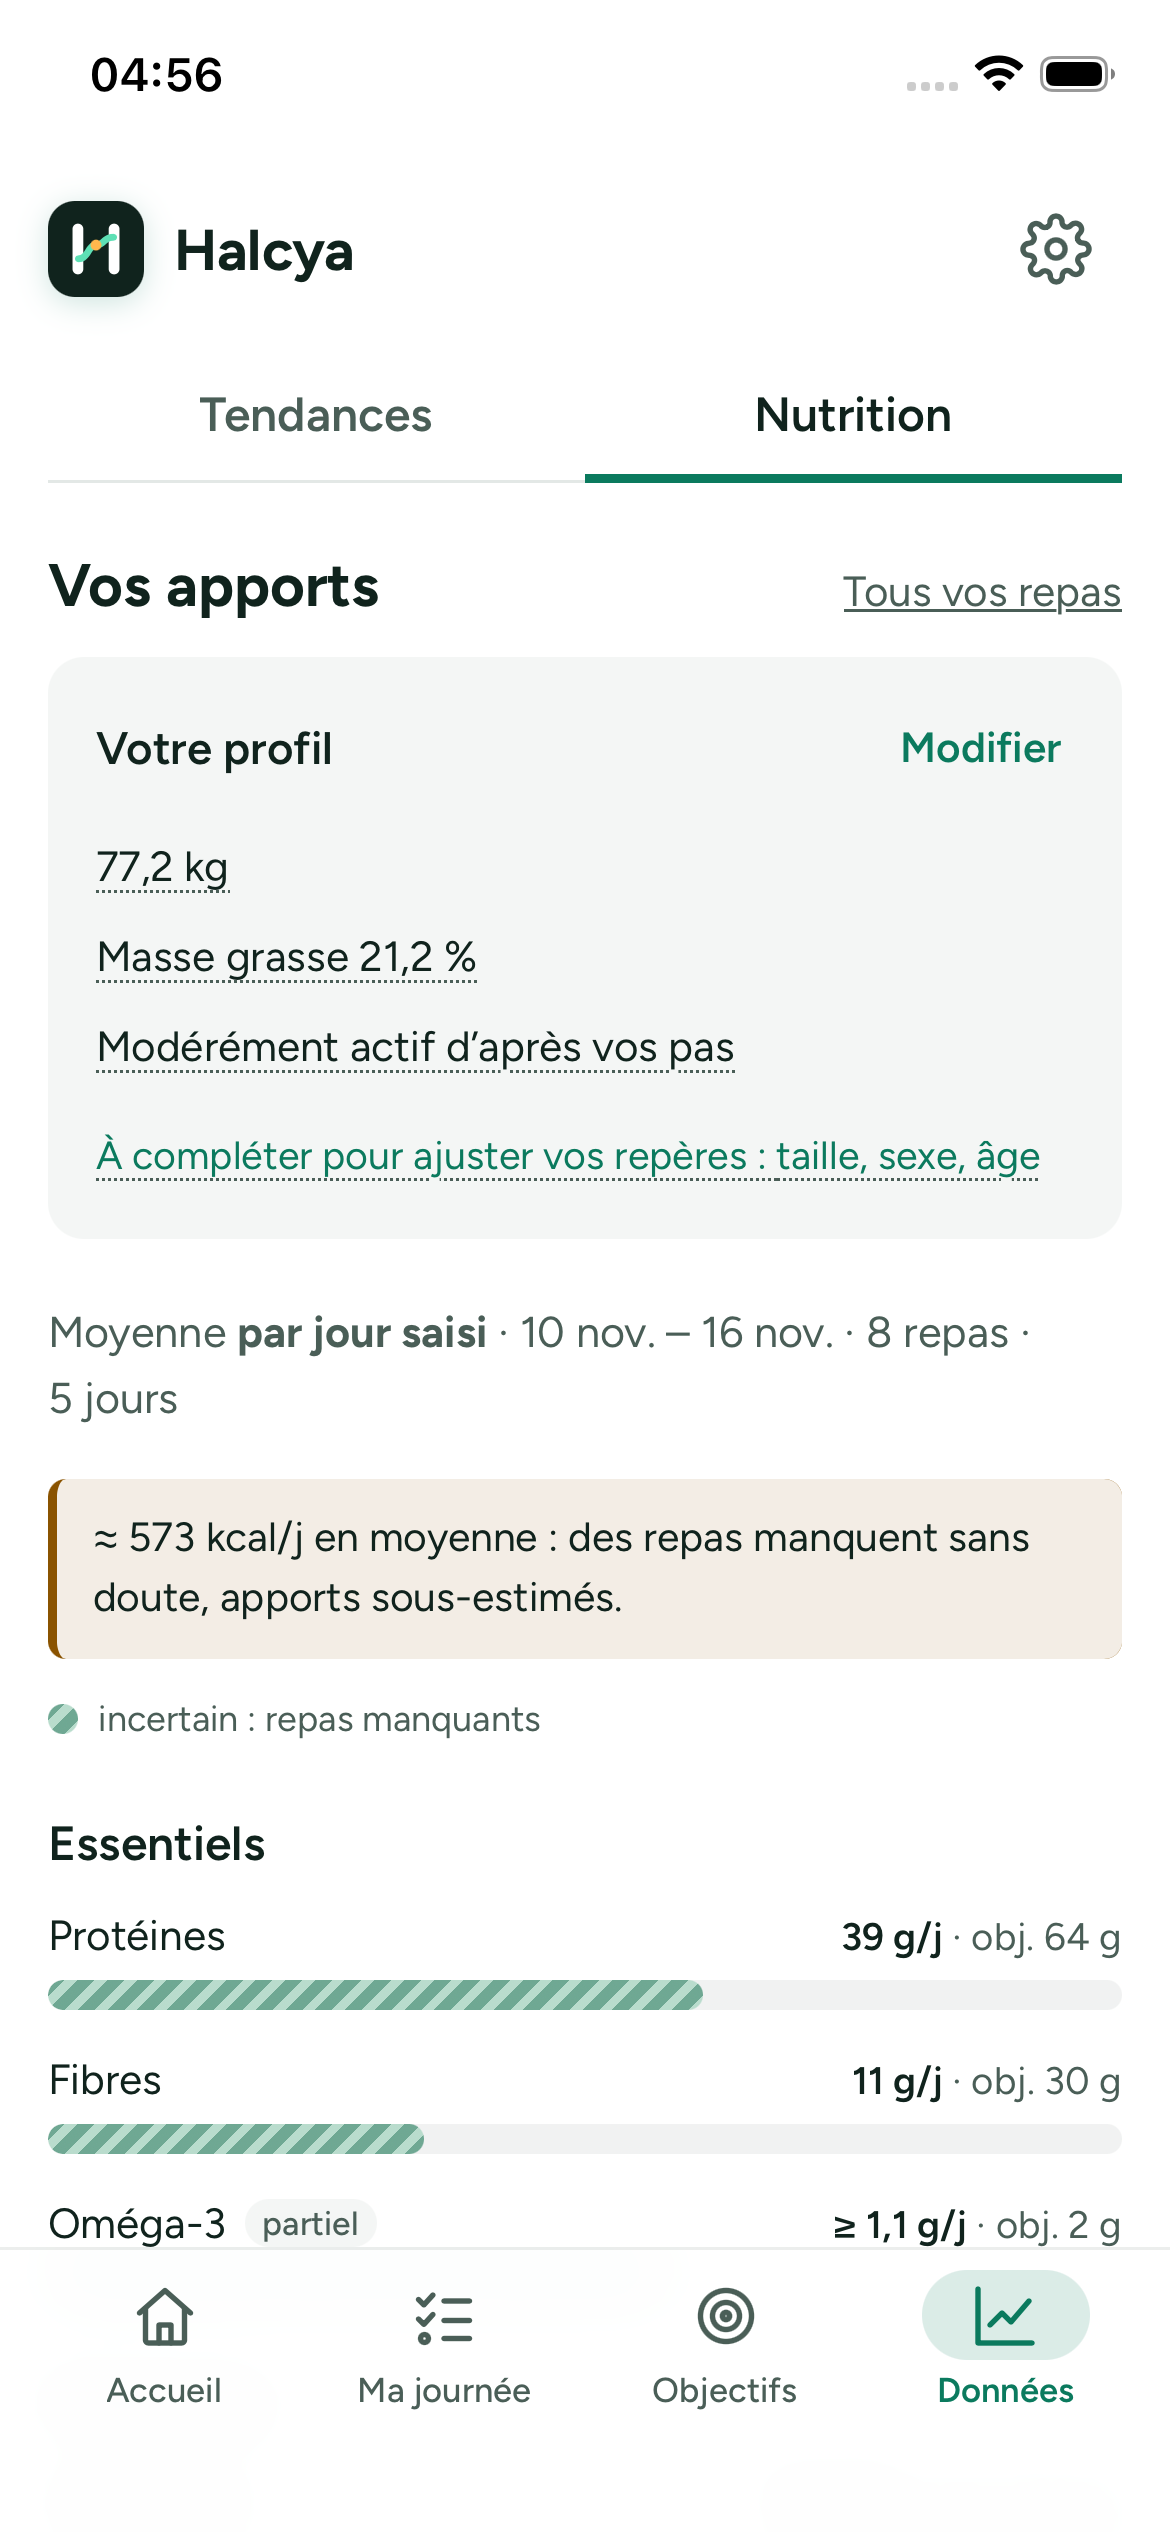 04:56
Halcya
Tendances
Nutrition
Vos apports
Tous vos repas
Votre profil
Modifier
77,2 kg
Masse grasse 21,2 %
Modérément actif d’après vos pas
À compléter pour ajuster vos repères : taille, sexe, âge
Moyenne par jour saisi · 10 nov. – 16 nov. · 8 repas ·
5 jours
≈ 573 kcal/j en moyenne : des repas manquent sans
doute, apports sous-estimés.
incertain : repas manquants
Essentiels
Protéines
39 g/j · obj. 64 g
Fibres
11 g/j · obj. 30 g
Oméga-3 partiel
≥ 1,1 g/j · obj. 2 g
Accueil
Ma journée
Objectifs
Données